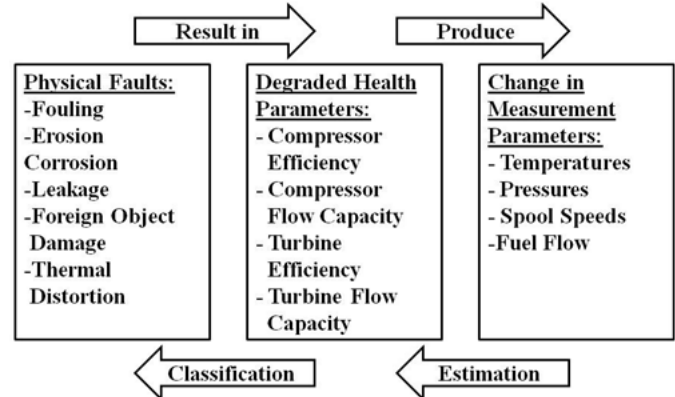 Result in
Produce
Physical Faults:
-Fouling
-Erosion
Corrosion
-Leakage
-Foreign Object
Damage
-Thermal
Distortion
Degraded Health
Parameters:
- Compressor
Efficiency
- Compressor
Flow Capacity
- Turbine
Efficiency
- Turbine Flow
Capacity
Change in
Measurement
Parameters:
- Temperatures
- Pressures
- Spool Speeds
-Fuel Flow
Classification
Estimation